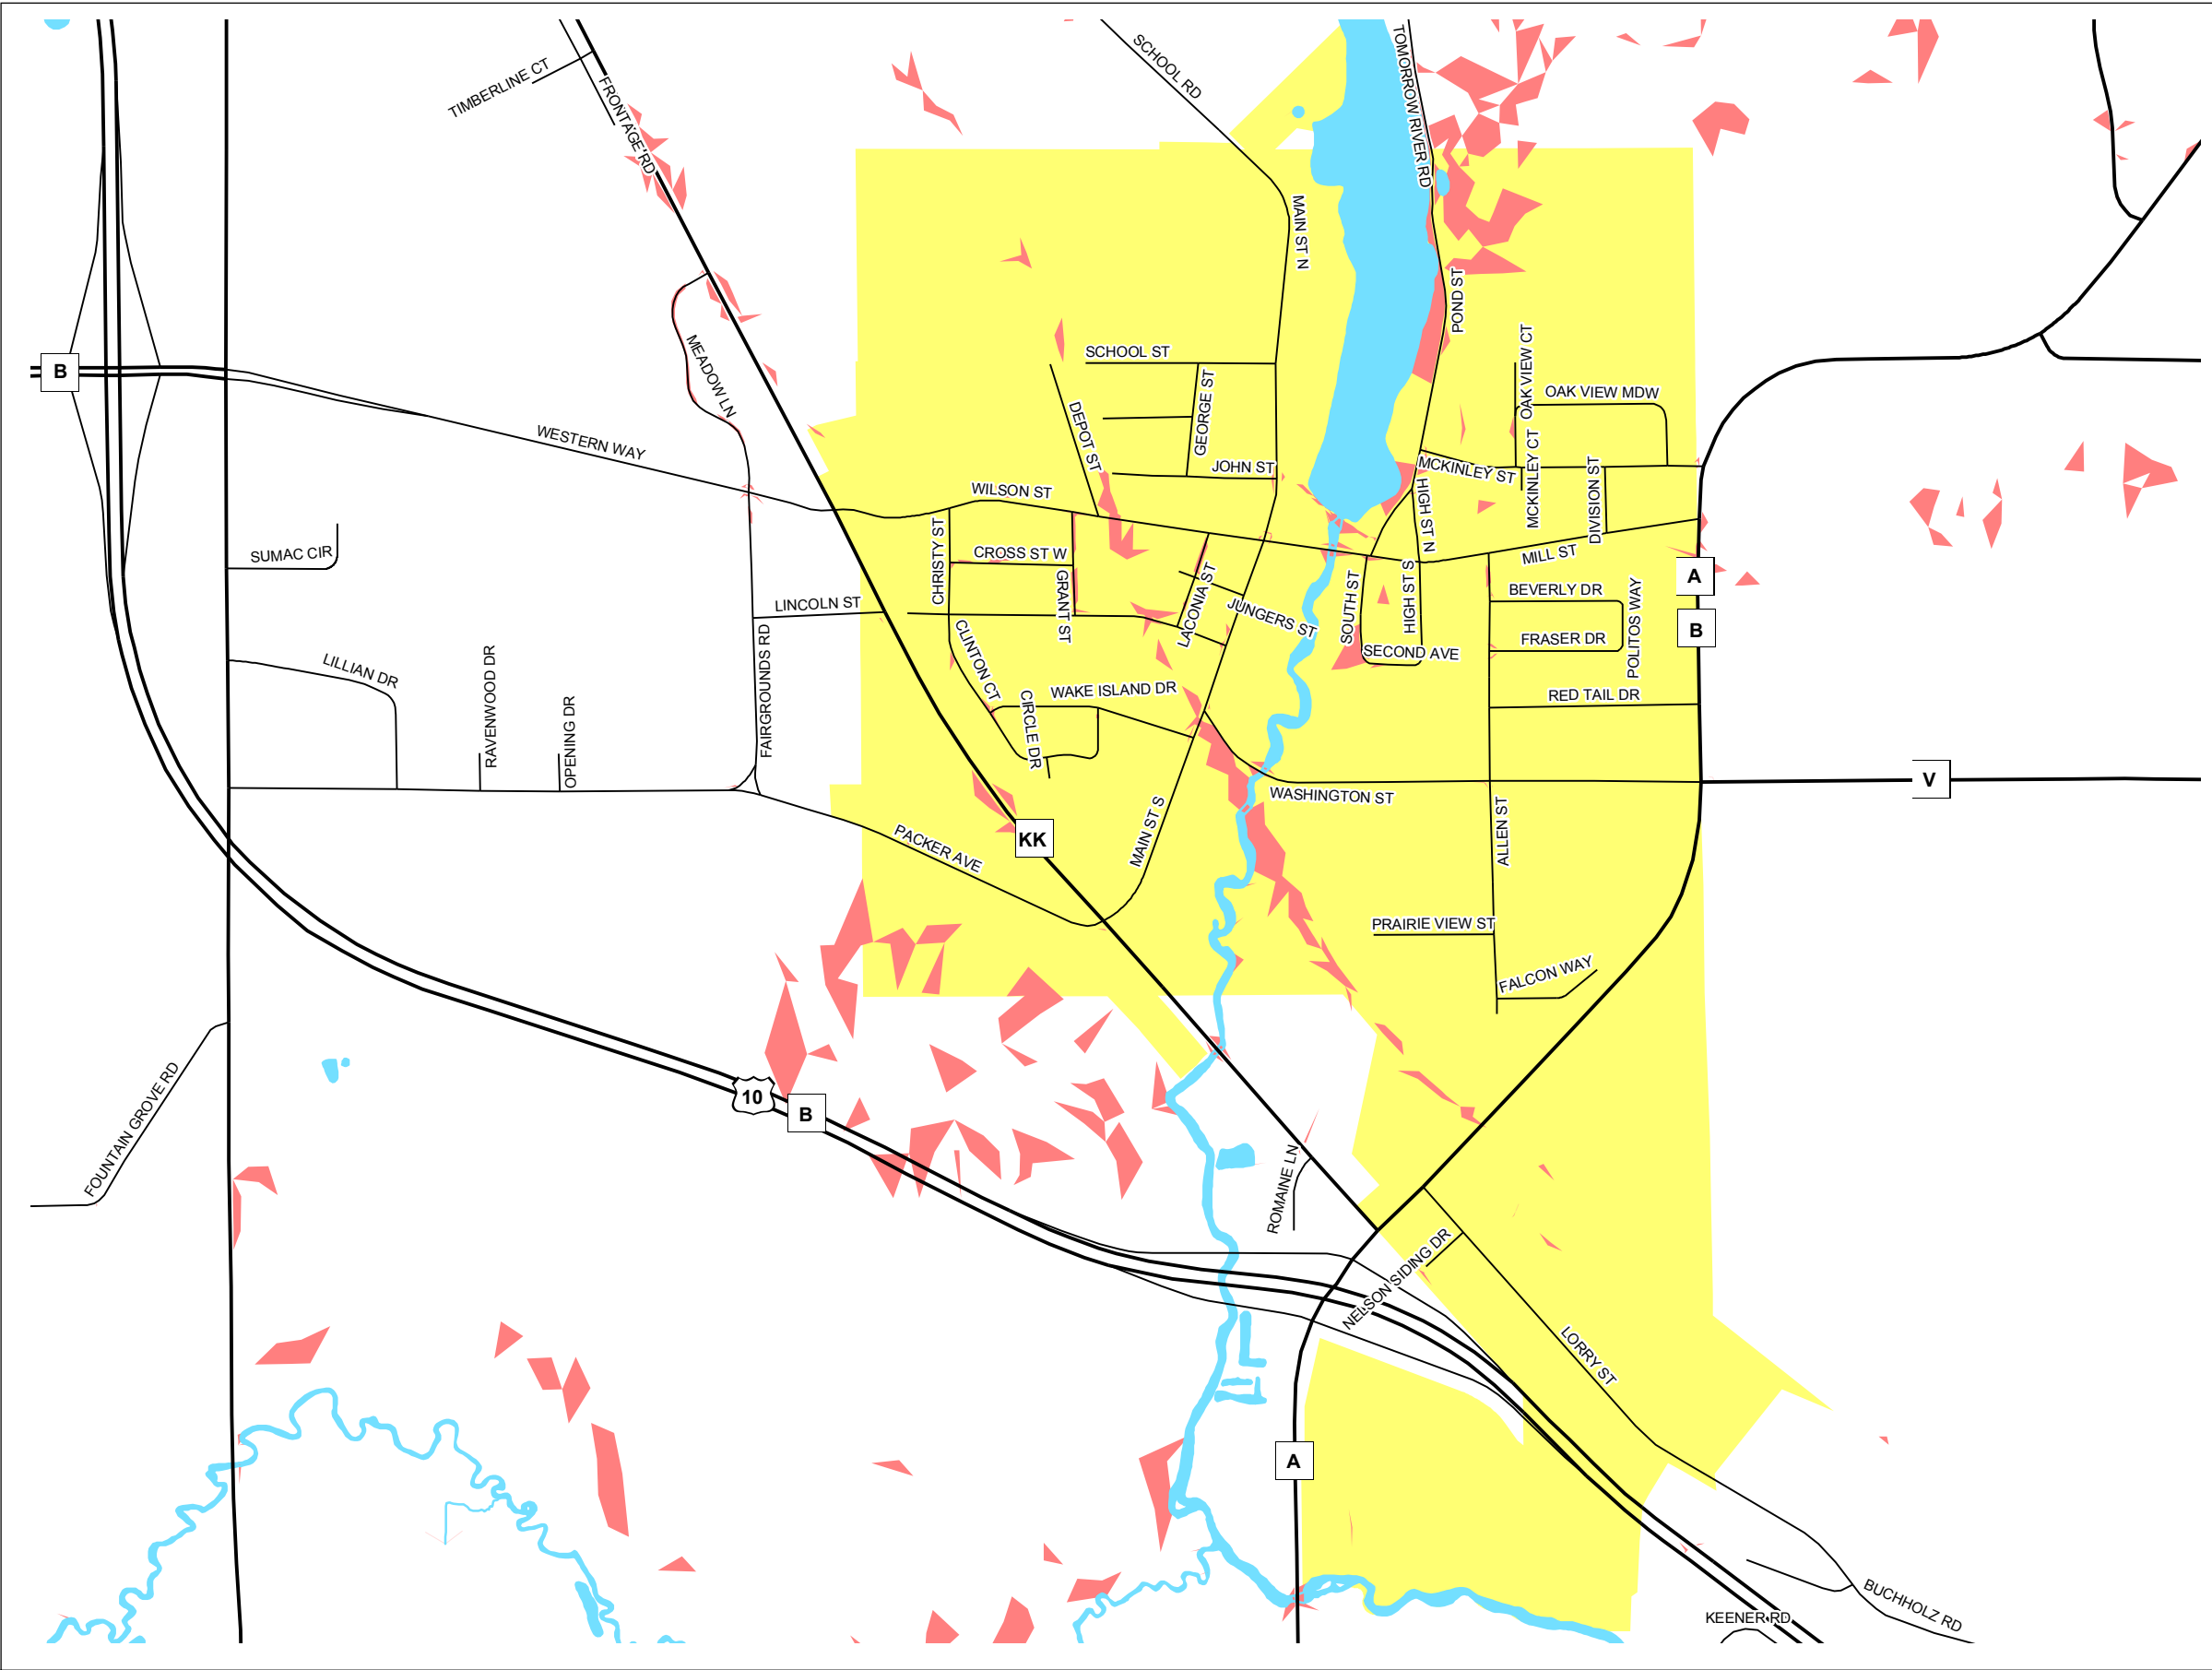 SCHOOL RD
TOMORROW RIVER RD
TIMBERLINE CT
FRONTAGE RD
MAIN ST N
POND ST
MEADOW LN
SCHOOL ST
OAK VIEW CT
OAK VIEW MDW
B
GEORGE ST
DEPOT ST
WESTERN WAY
JOHN ST
MCKINLEY ST
MCKINLEY CT
DIVISION ST
WILSON ST
HIGH ST N
CHRISTY ST
CROSS ST W
MILL ST
SUMAC CIR
GRANT ST
LACONIA ST
JUNGERS ST
SOUTH ST
HIGH ST S
BEVERLY DR
A
LINCOLN ST
POLITOS WAY
B
FRASER DR
SECOND AVE
CLINTON CT
LILLIAN DR
RAVENWOOD DR
OPENING DR
FAIRGROUNDS RD
CIRCLE DR
WAKE ISLAND DR
RED TAIL DR
V
WASHINGTON ST
KK
PACKER AVE
MAIN ST S
ALLEN ST
PRAIRIE VIEW ST
FALCON WAY
10
B
FOUNTAIN GROVE RD
ROMAINE LN
NELSON SIDING DR
LORRY ST
A
BUCHHOLZ RD
KEENER RD